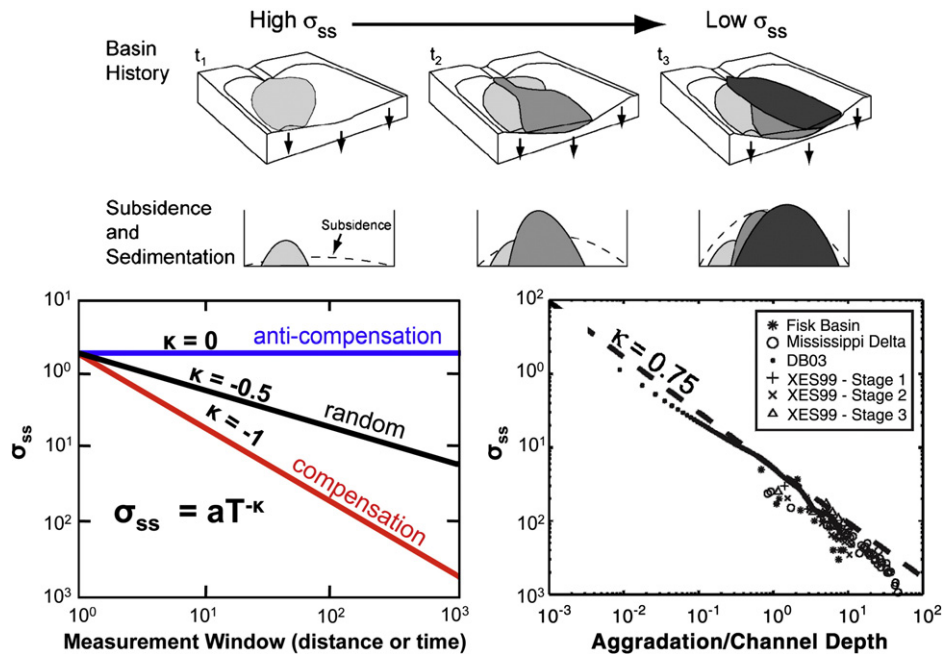 High σss
Low σss
Basin
History
t1
t2
t3
Subsidence
and
Sedimentation
Subsidence
10¹
10⁰
10¹
10²
10³
σss
κ = 0
anti-compensation
κ = -0.5
random
κ = -1
compensation
σss = aT-κ
10⁰
10¹
10²
10³
Measurement Window (distance or time)
10²
10⁰
10¹
10²
10³
σss
κ = 0.75
Fisk Basin
Mississippi Delta
DB03
XES99 - Stage 1
XES99 - Stage 2
XES99 - Stage 3
10-3
10-2
10-1
10⁰
10¹
10²
Aggradation/Channel Depth